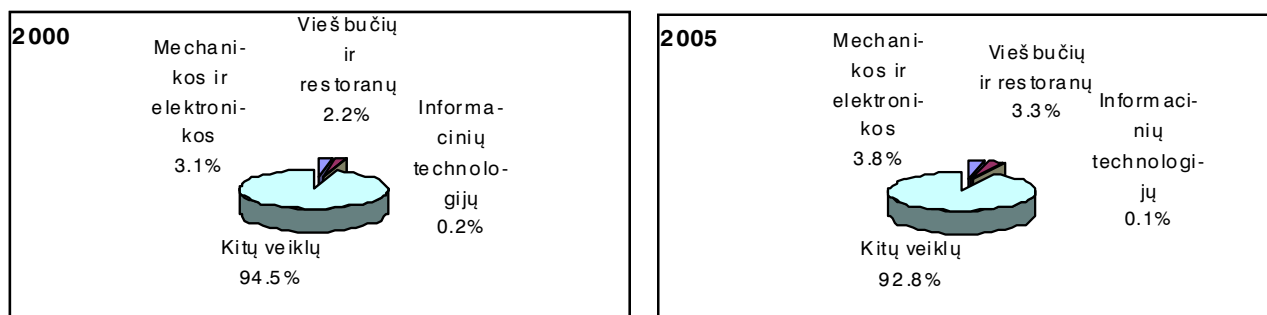 2000
Mechani-
kos ir
elektroni-
kos
3.1%
Viešbučių
ir
restoranų
2.2%
Informa-
cinių
technolo-
gijų
0.2%
Kitų veiklų
94.5%
2005
Mechani-
kos ir
elektroni-
kos
3.8%
Viešbučių
ir restoranų
3.3%
Informaci-
nių
technologi-
jų
0.1%
Kitų veiklų
92.8%